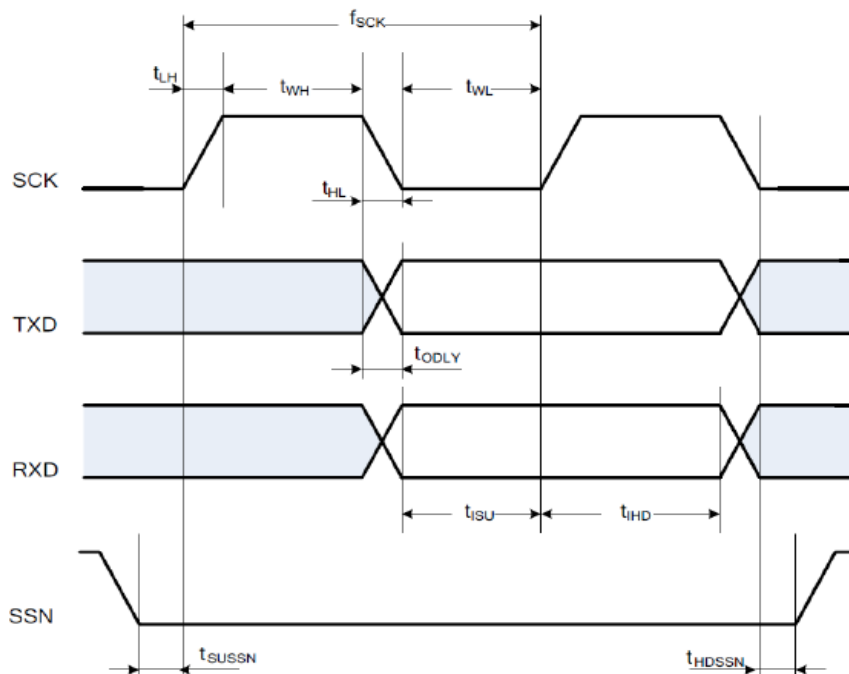 fSCK
tLH
tWH
tWL
SCK
tHL
TXD
tODLY
RXD
tISU
tIHD
SSN
tSUSSN
tHDSSN